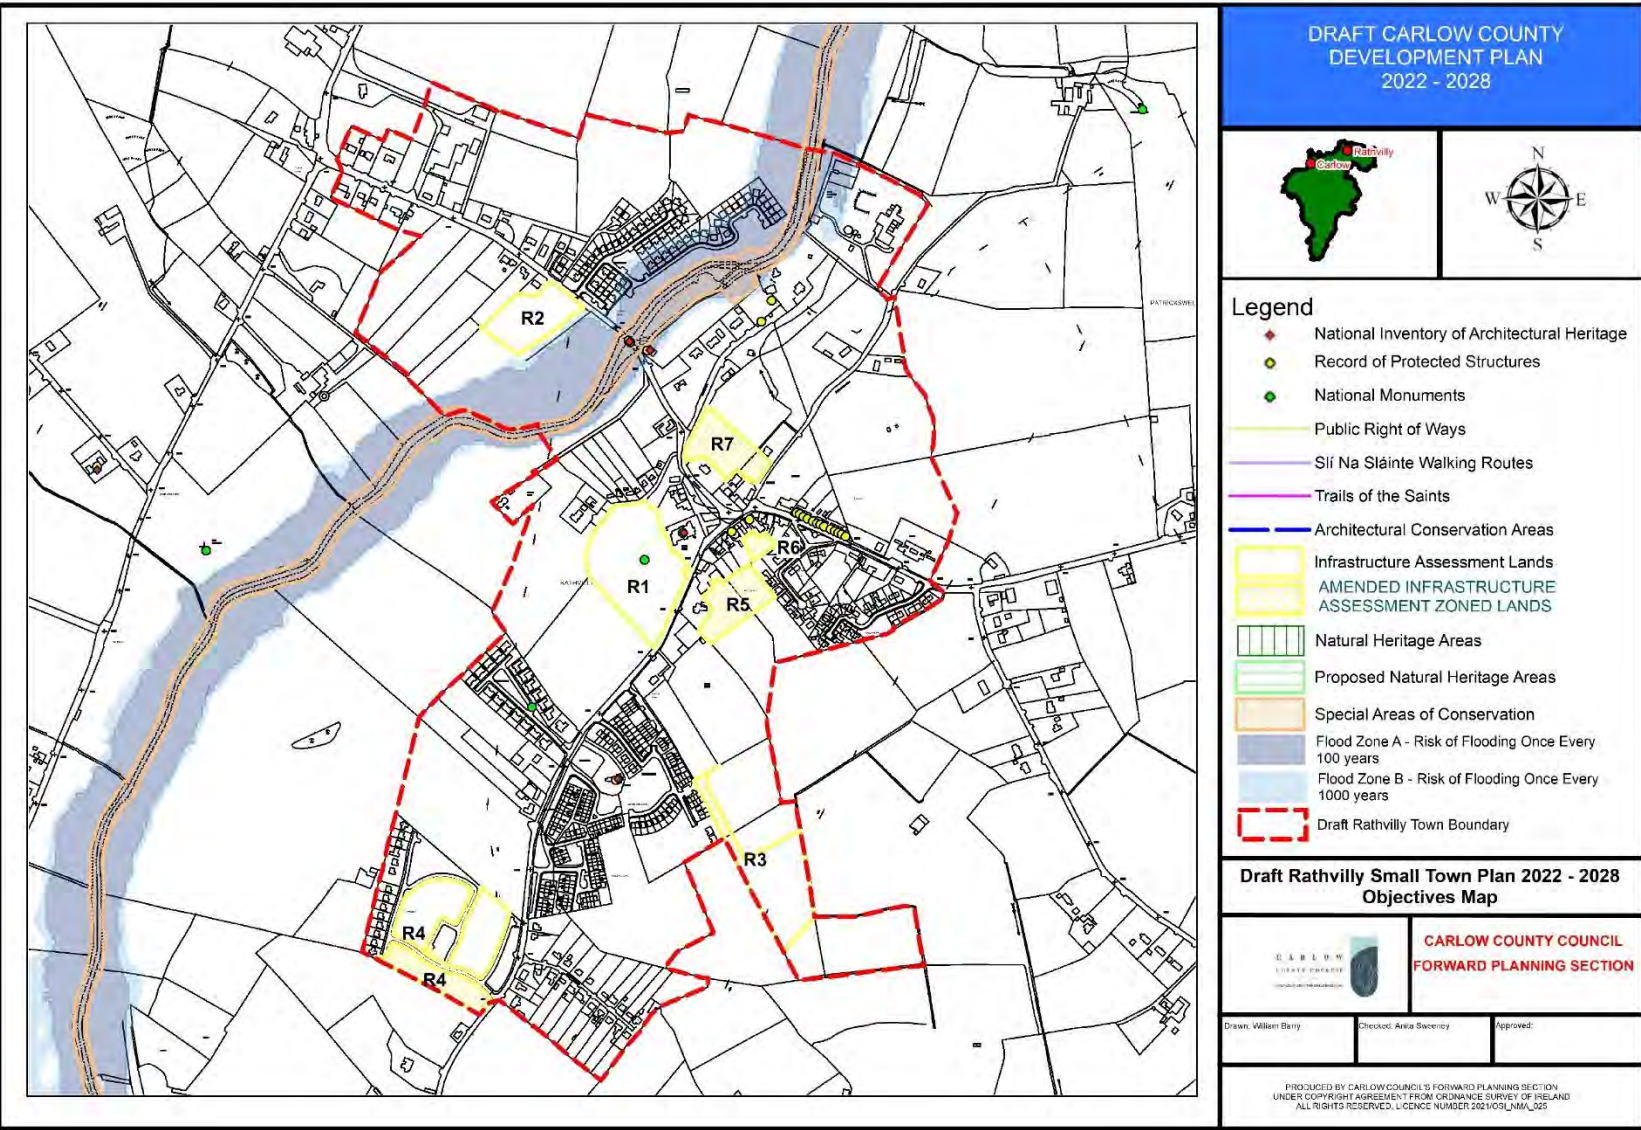 DRAFT CARLOW COUNTY
DEVELOPMENT PLAN
2022 - 2028
Rathvilly
Carlow
N
W
E
S
Legend
National Inventory of Architectural Heritage
Record of Protected Structures
National Monuments
Public Right of Ways
Slí Na Sláinte Walking Routes
Trails of the Saints
Architectural Conservation Areas
Infrastructure Assessment Lands
AMENDED INFRASTRUCTURE
ASSESSMENT ZONED LANDS
Natural Heritage Areas
Proposed Natural Heritage Areas
Special Areas of Conservation
Flood Zone A - Risk of Flooding Once Every
100 years
Flood Zone B - Risk of Flooding Once Every
1000 years
Draft Rathvilly Town Boundary
Draft Rathvilly Small Town Plan 2022 - 2028
Objectives Map
CARLOW
COUNTY COUNCIL
CARLOW COUNTY COUNCIL
FORWARD PLANNING SECTION
Drawn: William Barry
Checked: Anita Sweeney
Approved:
PRODUCED BY CARLOW COUNCIL'S FORWARD PLANNING SECTION
UNDER COPYRIGHT AGREEMENT FROM ORDNANCE SURVEY OF IRELAND
ALL RIGHTS RESERVED, LICENCE NUMBER 2021/OSI_NMA_025
R2
R7
R6
R1
R5
R3
R4
R4